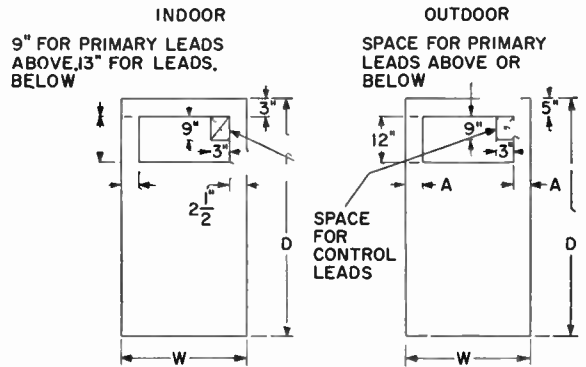 INDOOR
9" FOR PRIMARY LEADS
ABOVE,13" FOR LEADS.
BELOW
3"
9"
3"
2 1/2"
D
W
OUTDOOR
SPACE FOR PRIMARY
LEADS ABOVE OR
BELOW
5"
12"
9"
3"
A
A
SPACE
FOR
CONTROL
LEADS
D
W